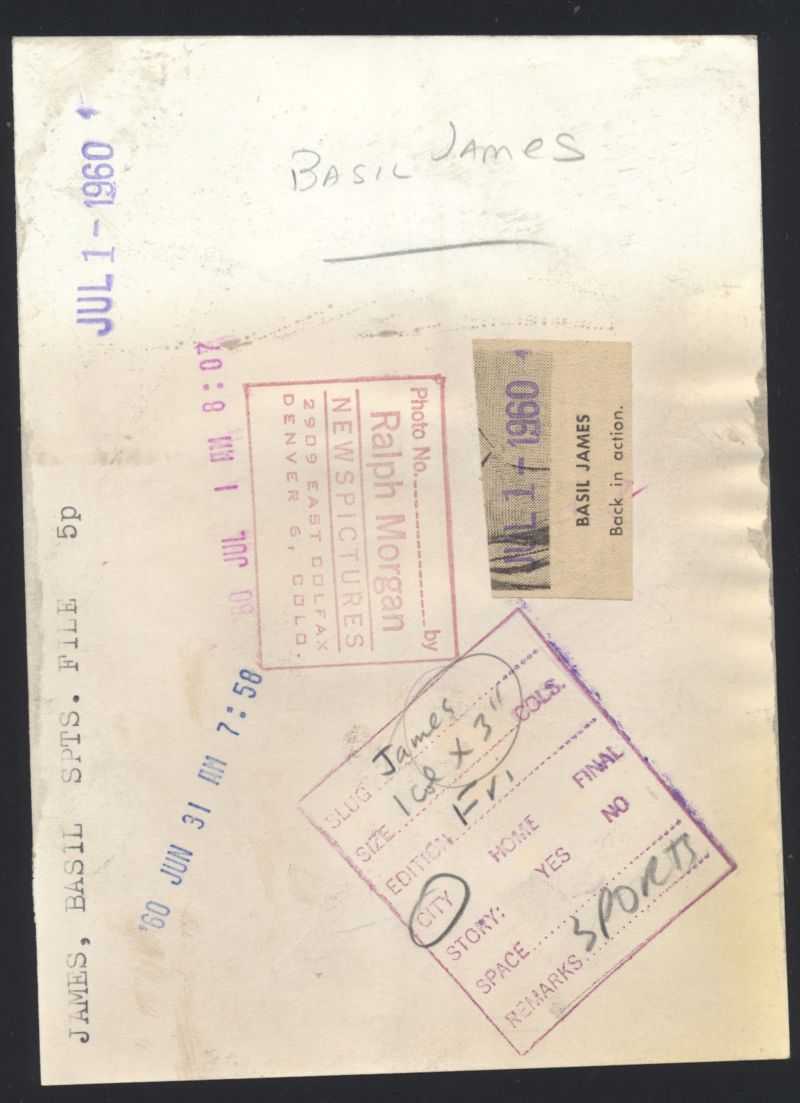 BASIL JAMES
JUL 1 - 1960
'60 JUL 1 AM 8:07
Photo No. by
Ralph Morgan
NEWSPICTURES
2909 EAST COLFAX
DENVER 6, COLO.
JUL 1 - 1960
BASIL JAMES
Back in action.
JAMES, BASIL SPTS. FILE 5p
'60 JUN 31 AM 7:58
SLUG James
SIZE 1 col x 3" COLS.
EDITION Fri.
CITY HOME FINAL
STORY: YES NO
SPACE
REMARKS SPORTS